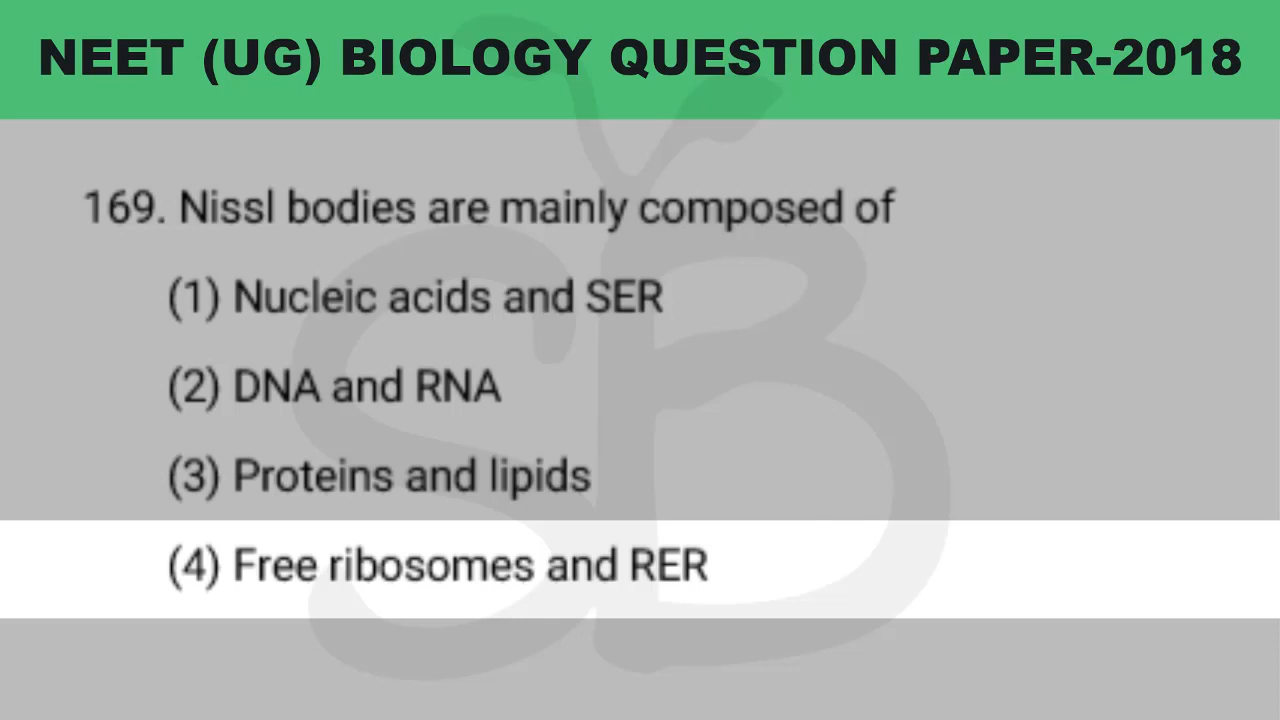 NEET (UG) BIOLOGY QUESTION PAPER-2018
169. Nissl bodies are mainly composed of
(1) Nucleic acids and SER
(2) DNA and RNA
(3) Proteins and lipids
(4) Free ribosomes and RER
SB